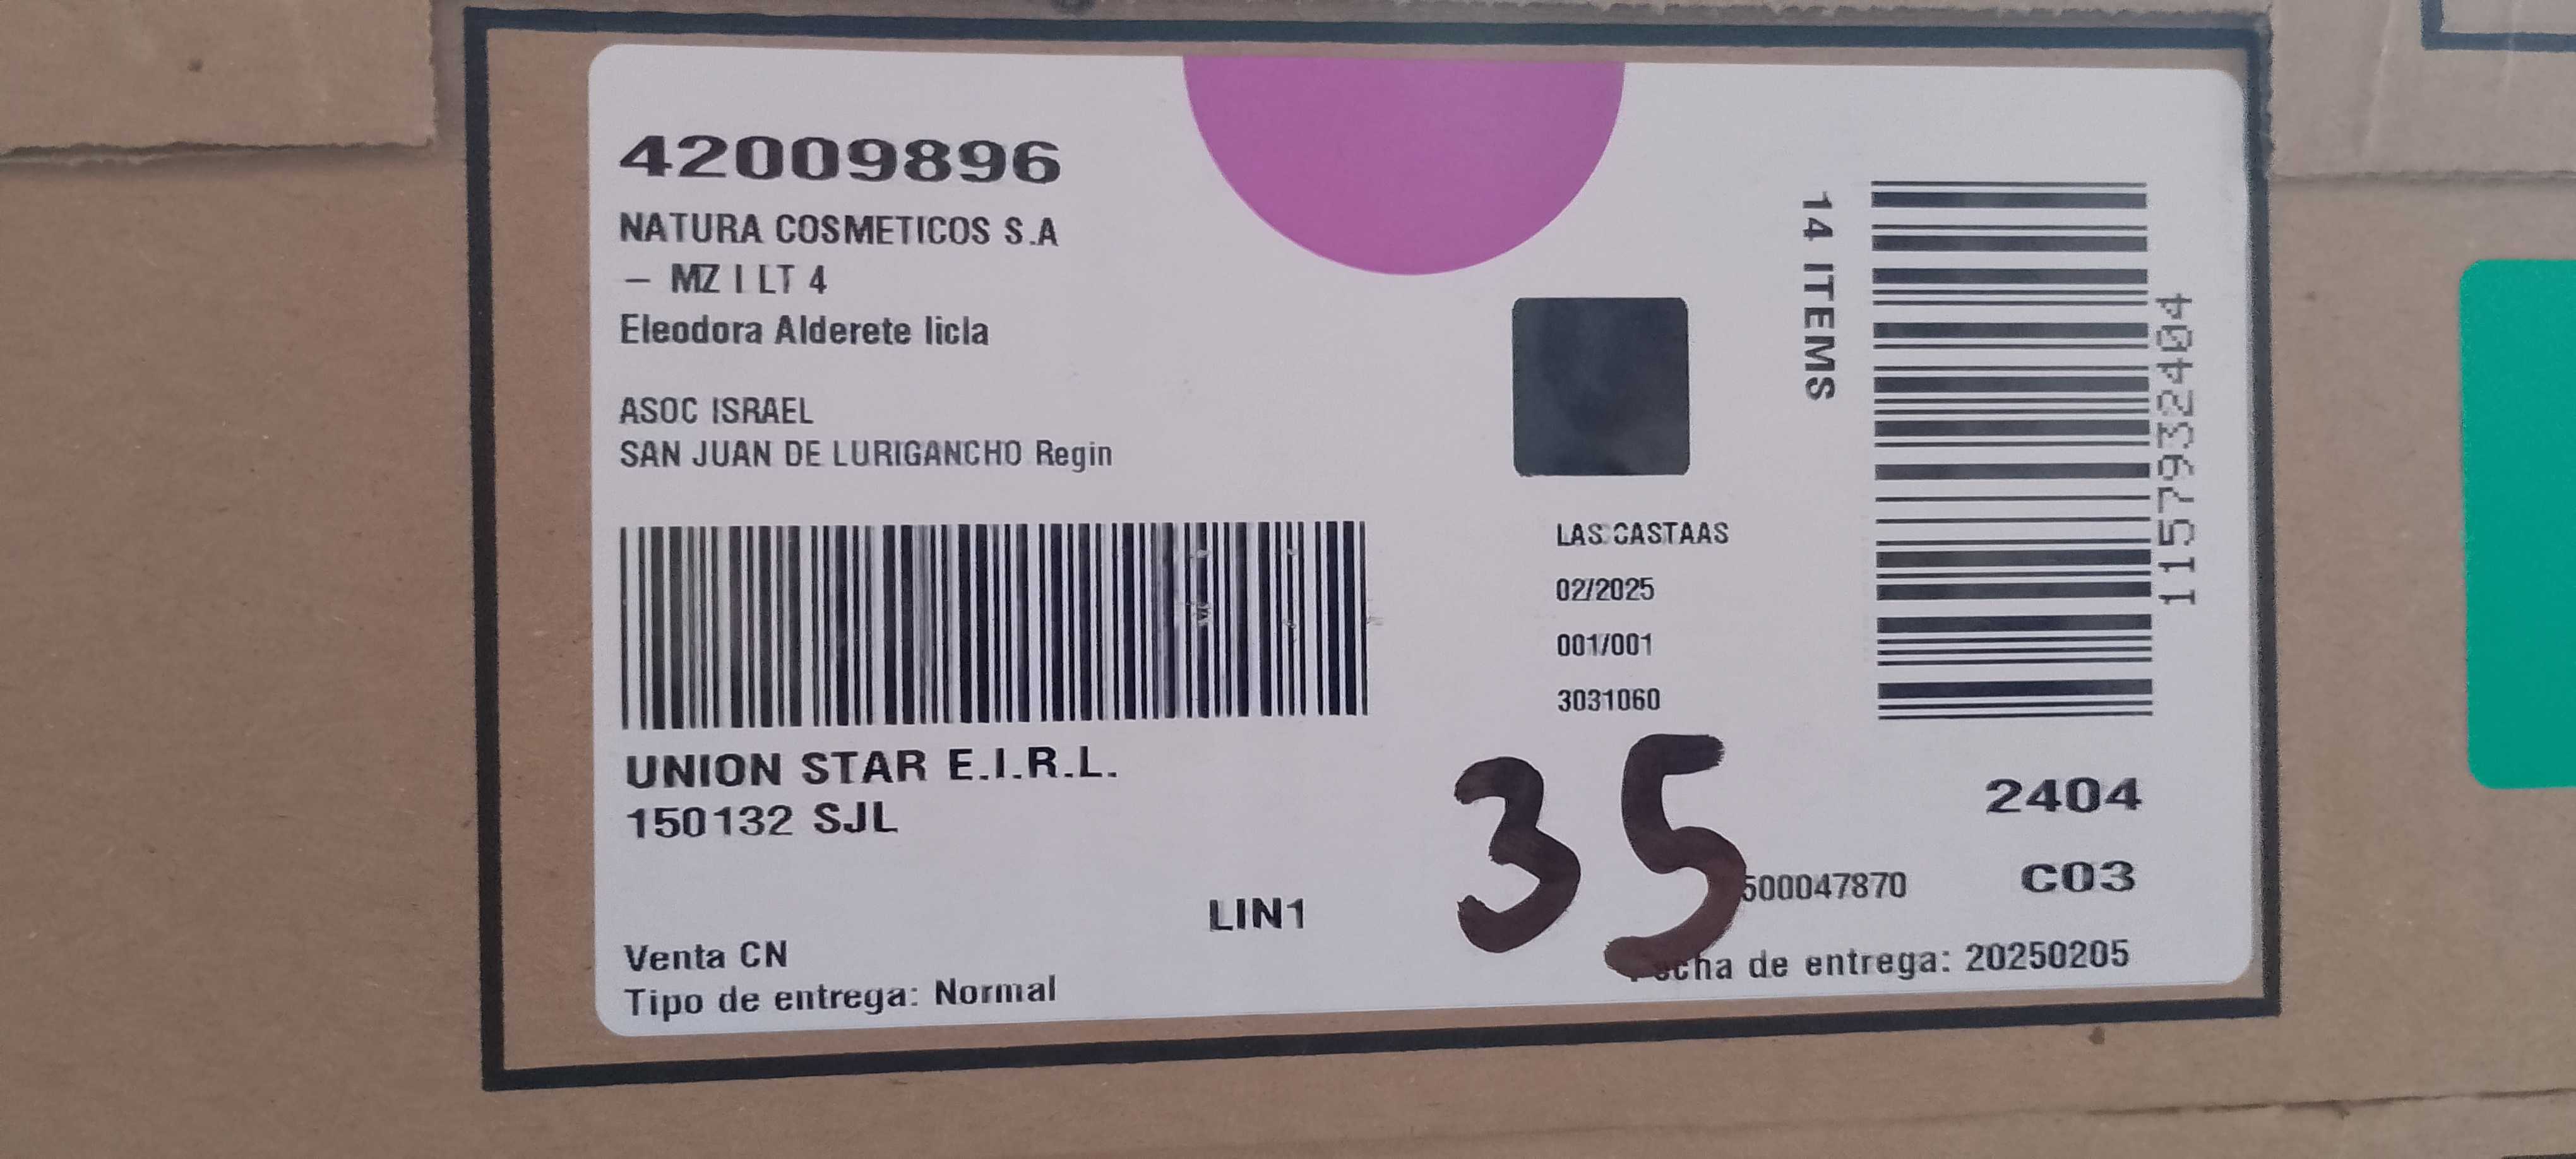 42009896
NATURA COSMETICOS S.A
- MZ I LT 4
Eleodora Alderete licla
ASOC ISRAEL
SAN JUAN DE LURIGANCHO Regin
14 ITEMS
1157932404
LAS CASTAAS
02/2025
001/001
3031060
UNION STAR E.I.R.L.
150132 SJL
35
2404
500047870
C03
LIN1
Venta CN
Tipo de entrega: Normal
Fecha de entrega: 20250205